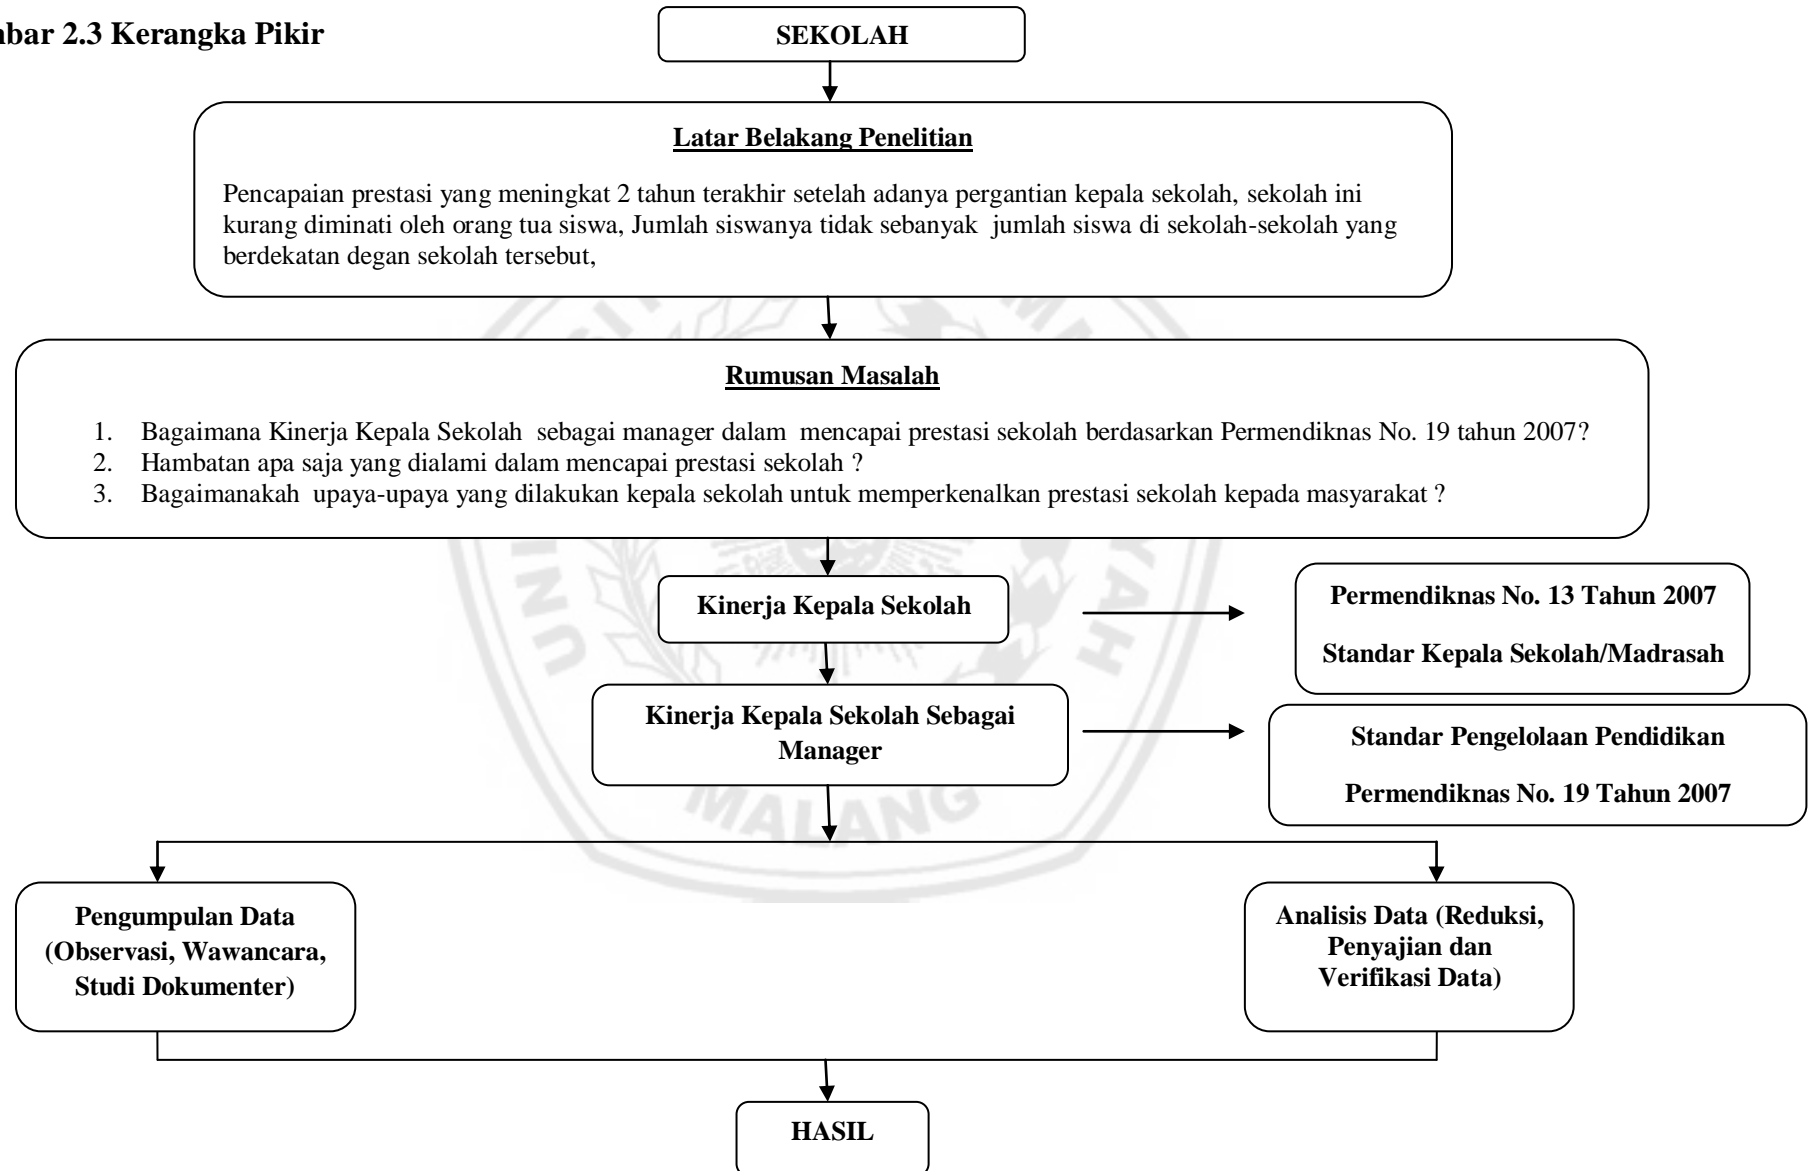 mbar 2.3 Kerangka Pikir
SEKOLAH
Latar Belakang Penelitian
Pencapaian prestasi yang meningkat 2 tahun terakhir setelah adanya pergantian kepala sekolah, sekolah ini
kurang diminati oleh orang tua siswa, Jumlah siswanya tidak sebanyak jumlah siswa di sekolah-sekolah yang
berdekatan degan sekolah tersebut,
Rumusan Masalah
1. Bagaimana Kinerja Kepala Sekolah sebagai manager dalam mencapai prestasi sekolah berdasarkan Permendiknas No. 19 tahun 2007?
2. Hambatan apa saja yang dialami dalam mencapai prestasi sekolah ?
3. Bagaimanakah upaya-upaya yang dilakukan kepala sekolah untuk memperkenalkan prestasi sekolah kepada masyarakat ?
Kinerja Kepala Sekolah
Permendiknas No. 13 Tahun 2007
Standar Kepala Sekolah/Madrasah
Kinerja Kepala Sekolah Sebagai
Manager
Standar Pengelolaan Pendidikan
Permendiknas No. 19 Tahun 2007
MALANG
Pengumpulan Data
(Observasi, Wawancara,
Studi Dokumenter)
Analisis Data (Reduksi,
Penyajian dan
Verifikasi Data)
HASIL